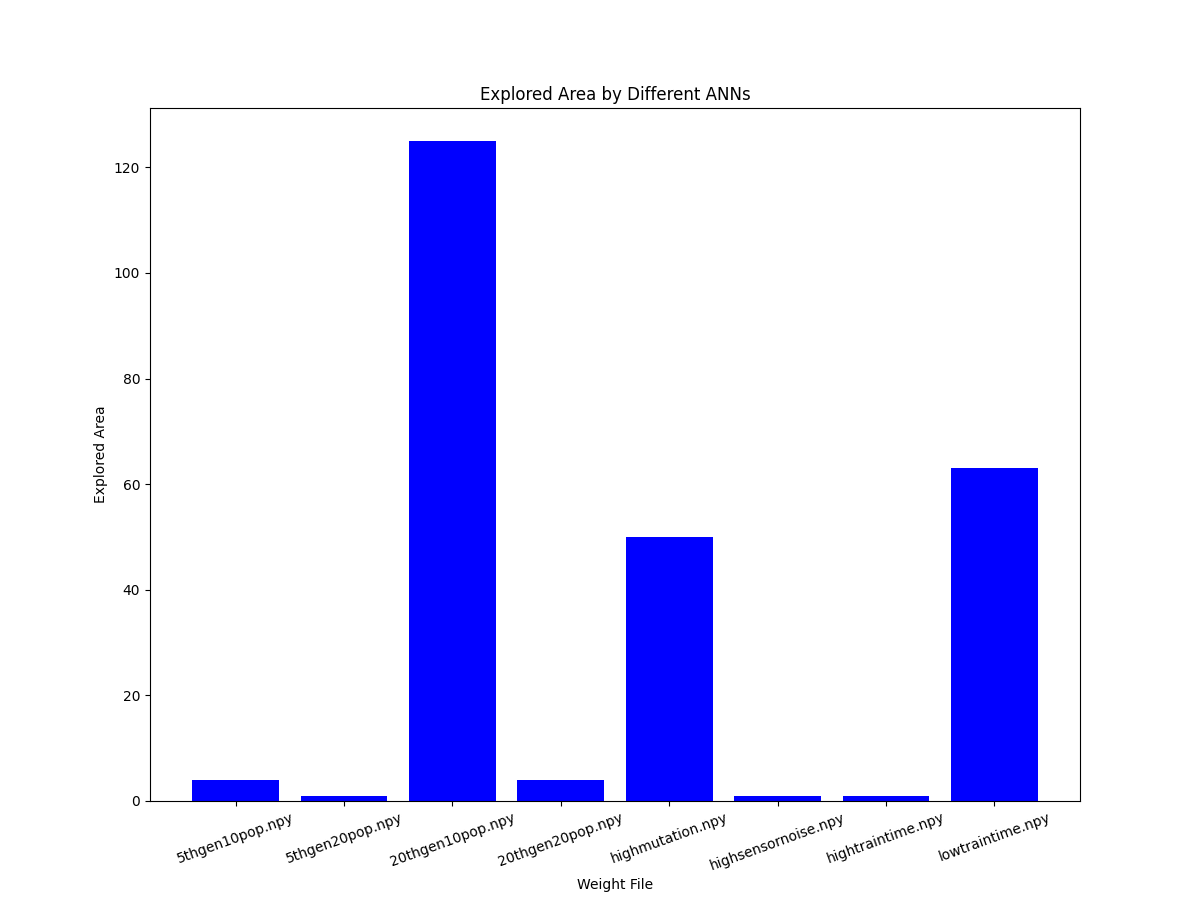 Explored Area by Different ANNs
Explored Area
120
100
80
60
40
20
0
5thgen10pop.npy
5thgen20pop.npy
20thgen10pop.npy
20thgen20pop.npy
highmutation.npy
highsensornoise.npy
hightraintime.npy
lowtraintime.npy
Weight File